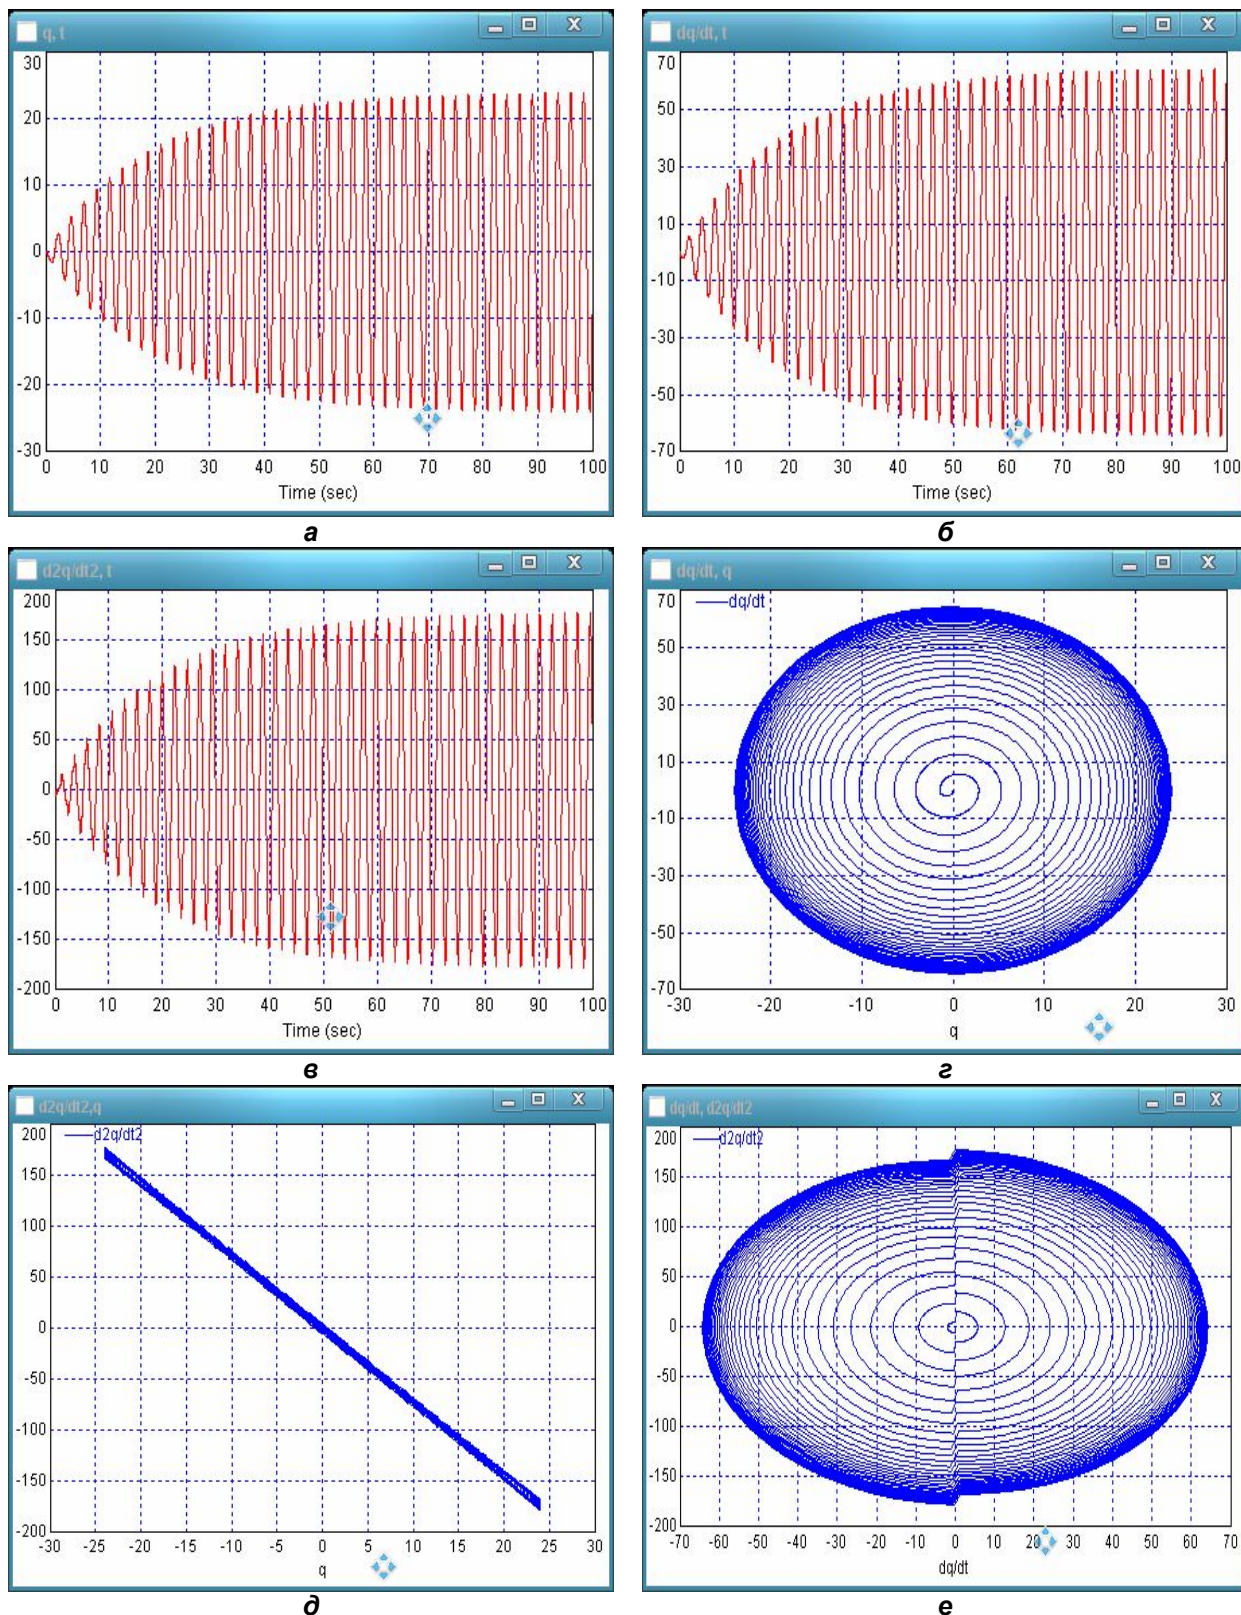 q, t
30
20
10
0
-10
-20
-30
0 10 20 30 40 50 60 70 80 90 100
Time (sec)
а
dq/dt, t
70
50
30
10
-10
-30
-50
-70
0 10 20 30 40 50 60 70 80 90 100
Time (sec)
б
d2q/dt2, t
200
150
100
50
0
-50
-100
-150
-200
0 10 20 30 40 50 60 70 80 90 100
Time (sec)
в
dq/dt, q
dq/dt
70
50
30
10
-10
-30
-50
-70
-30 -20 -10 0 10 20 30
q
г
d2q/dt2,q
d2q/dt2
200
150
100
50
0
-50
-100
-150
-200
-30 -25 -20 -15 -10 -5 0 5 10 15 20 25 30
q
д
dq/dt, d2q/dt2
d2q/dt2
200
150
100
50
0
-50
-100
-150
-200
-70 -60 -50 -40 -30 -20 -10 0 10 20 30 40 50 60 70
dq/dt
е